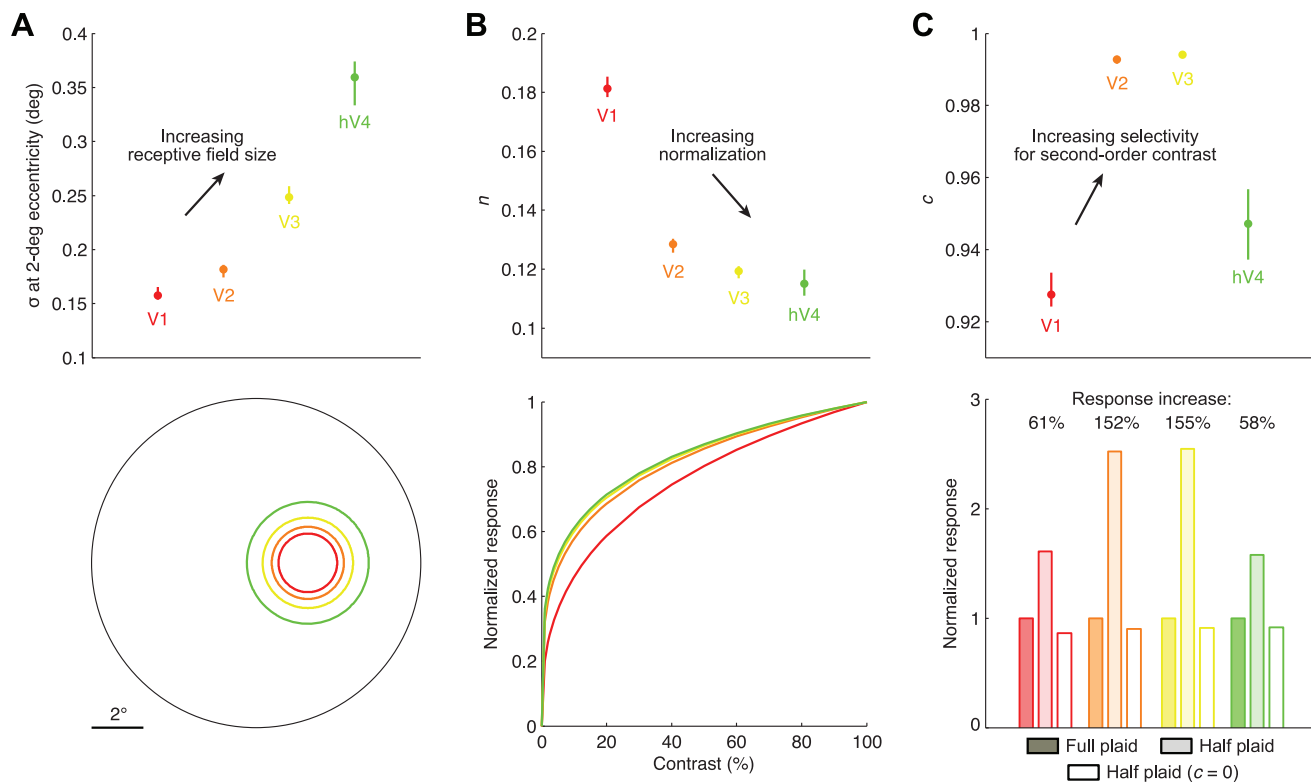 A
σ at 2-deg eccentricity (deg)
0.4
0.35
0.3
0.25
0.2
0.15
0.1
Increasing
receptive field size
V1
V2
V3
hV4
2°
B
n
0.2
0.18
0.16
0.14
0.12
0.1
Increasing
normalization
V1
V2
V3
hV4
Normalized response
1
0.8
0.6
0.4
0.2
0
0 20 40 60 80 100
Contrast (%)
C
c
1
0.98
0.96
0.94
0.92
V2 V3
Increasing selectivity
for second-order contrast
V1
hV4
Normalized response
3
2
1
0
Response increase:
61% 152% 155% 58%
Full plaid Half plaid
Half plaid (c = 0)